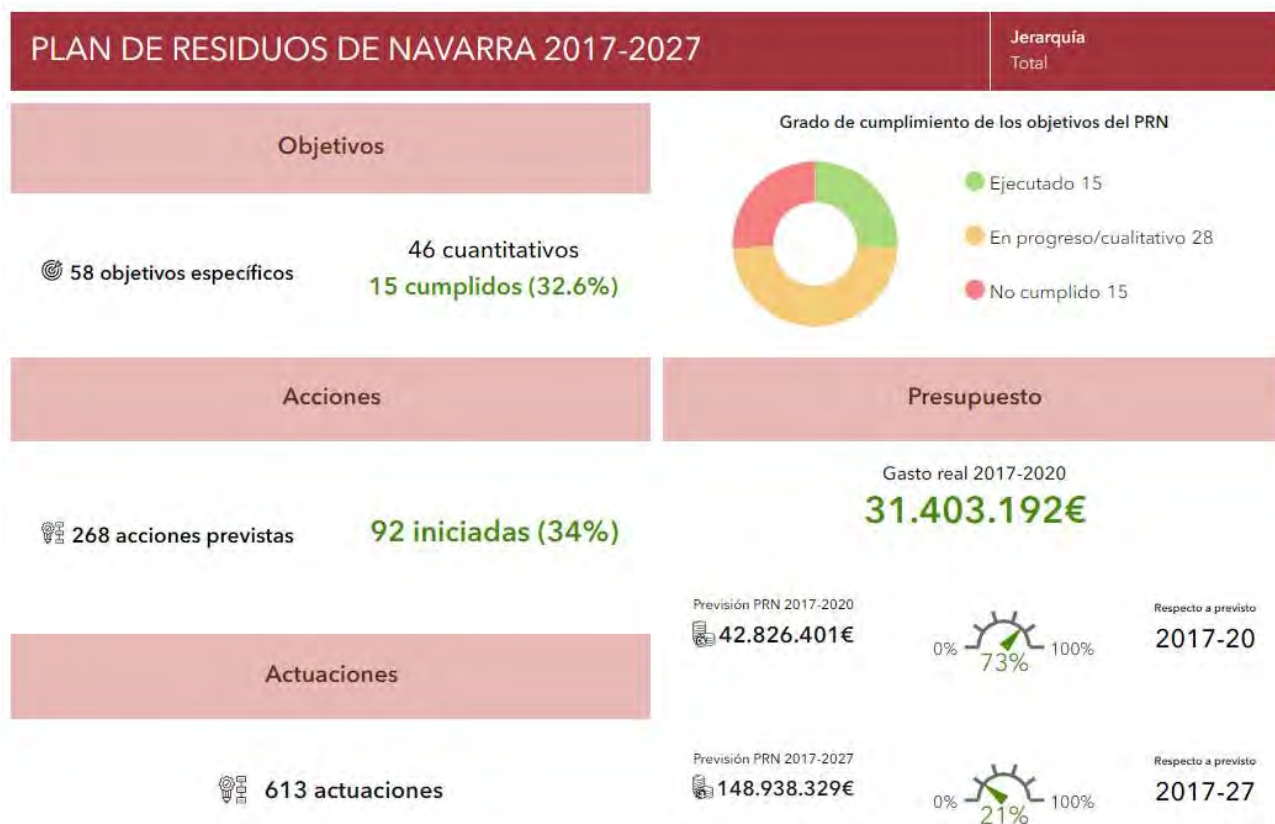 PLAN DE RESIDUOS DE NAVARRA 2017-2027
Jerarquía
Total
Objetivos
58 objetivos específicos
46 cuantitativos
15 cumplidos (32.6%)
Grado de cumplimiento de los objetivos del PRN
Ejecutado 15
En progreso/cualitativo 28
No cumplido 15
Acciones
268 acciones previstas
92 iniciadas (34%)
Actuaciones
613 actuaciones
Presupuesto
Gasto real 2017-2020
31.403.192€
Previsión PRN 2017-2020
42.826.401€
0%
73%
100%
Respecto a previsto
2017-20
Previsión PRN 2017-2027
148.938.329€
0%
21%
100%
Respecto a previsto
2017-27